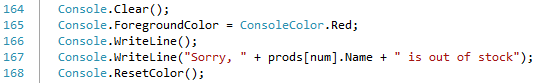 164 Console.Clear();
165 Console.ForegroundColor = ConsoleColor.Red;
166 Console.WriteLine();
167 Console.WriteLine("Sorry, " + prods[num].Name + " is out of stock");
168 Console.ResetColor();